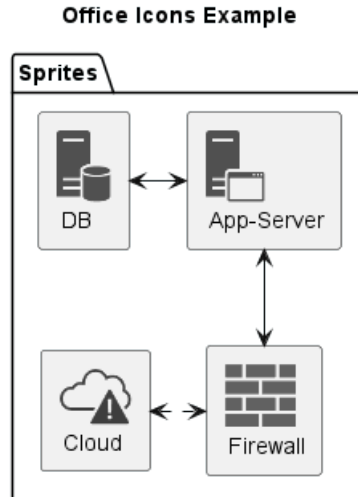 Office Icons Example
Sprites
DB
App-Server
Cloud
Firewall